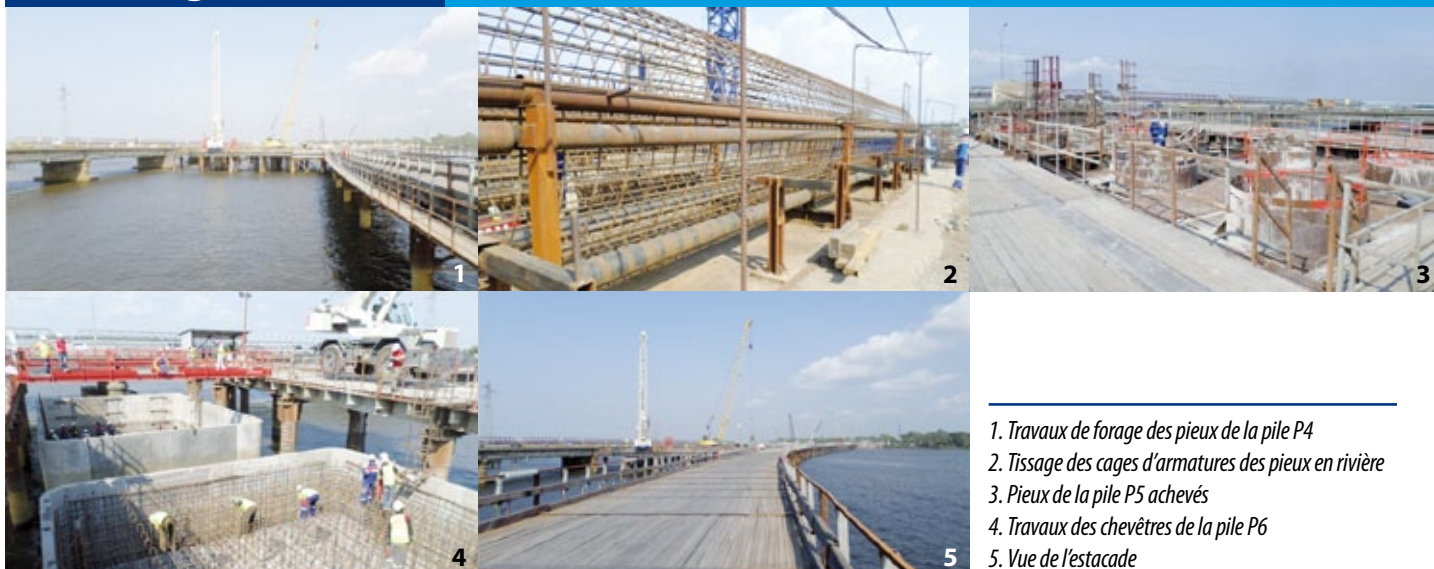 1
2
3
4
5
1. Travaux de forage des pieux de la pile P4
2. Tissage des cages d'armatures des pieux en rivière
3. Pieux de la pile P5 achevés
4. Travaux des chevêtres de la pile P6
5. Vue de l'estacade